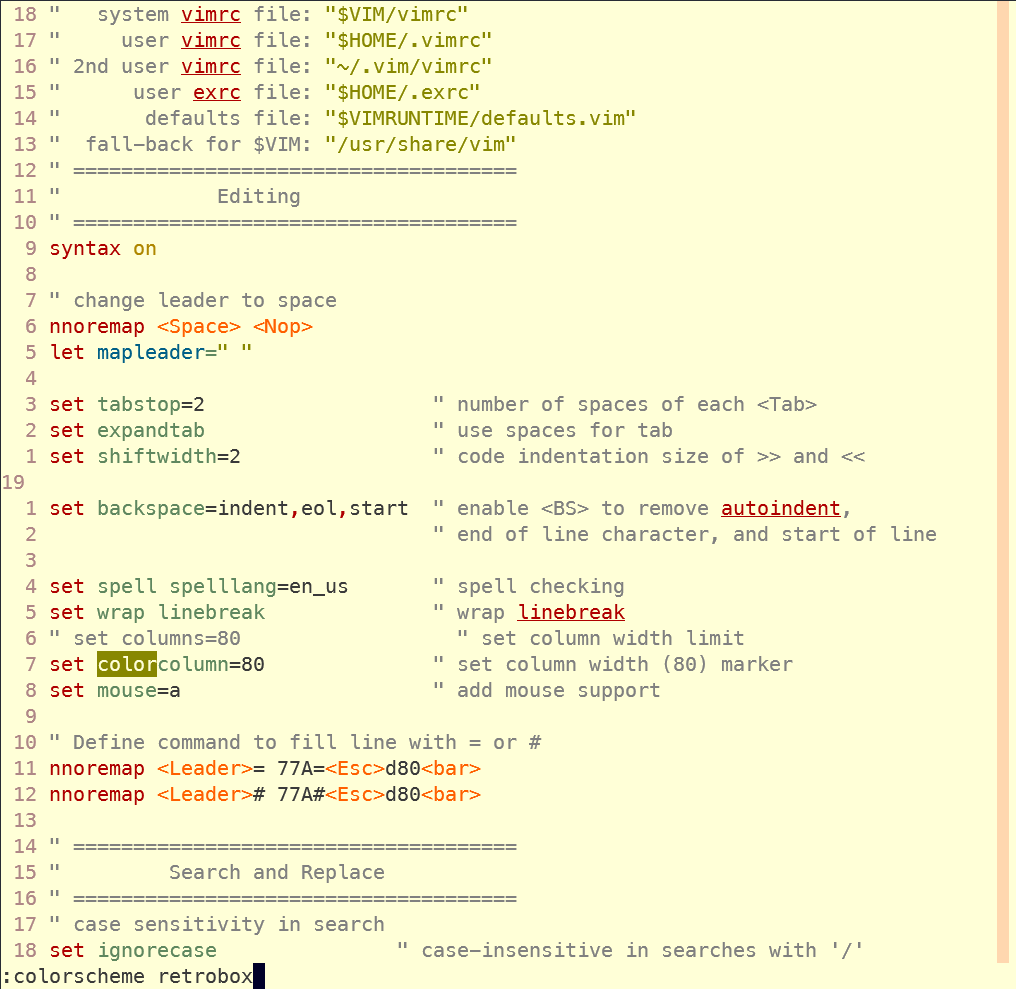 18 "   system vimrc file: "$VIM/vimrc"
17 "     user vimrc file: "$HOME/.vimrc"
16 " 2nd user vimrc file: "~/.vim/vimrc"
15 "      user exrc file: "$HOME/.exrc"
14 "       defaults file: "$VIMRUNTIME/defaults.vim"
13 "  fall-back for $VIM: "/usr/share/vim"
12 " =====================================
11 "             Editing
10 " =====================================
9 syntax on
8
7 " change leader to space
6 nnoremap <Space> <Nop>
5 let mapleader=" "
4
3 set tabstop=2                   " number of spaces of each <Tab>
2 set expandtab                   " use spaces for tab
1 set shiftwidth=2                " code indentation size of >> and <<
19
1 set backspace=indent,eol,start  " enable <BS> to remove autoindent,
2                                 " end of line character, and start of line
3
4 set spell spelllang=en_us       " spell checking
5 set wrap linebreak              " wrap linebreak
6 " set columns=80                  " set column width limit
7 set colorcolumn=80              " set column width (80) marker
8 set mouse=a                     " add mouse support
9
10 " Define command to fill line with = or #
11 nnoremap <Leader>= 77A=<Esc>d80<bar>
12 nnoremap <Leader># 77A#<Esc>d80<bar>
13
14 " =====================================
15 "         Search and Replace
16 " =====================================
17 " case sensitivity in search
18 set ignorecase               " case-insensitive in searches with '/'
:colorscheme retrobox